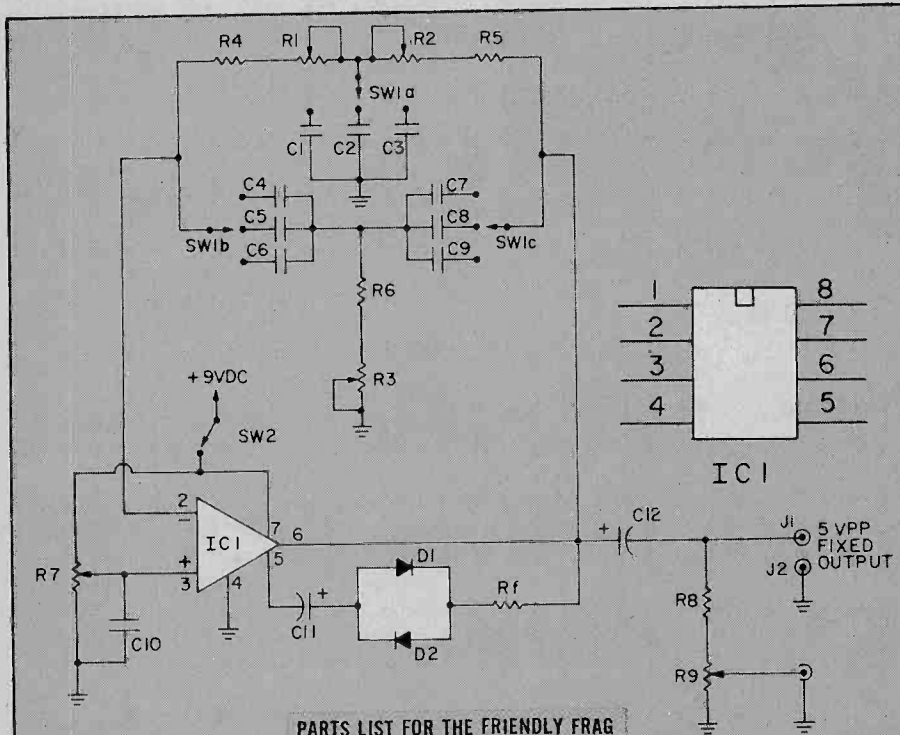 R4
R1
R2
R5
SW1a
C1
C2
C3
C4
C7
C5
C8
SW1b
SW1c
C6
C9
R6
R3
+9VDC
SW2
1
8
2
7
3
6
4
5
IC1
2
−
IC1
7
6
5
+
3
4
R7
C10
C11
+
D1
D2
Rf
+
C12
J1
5 VPP
FIXED
OUTPUT
J2
R8
R9
PARTS LIST FOR THE FRIENDLY FRAG